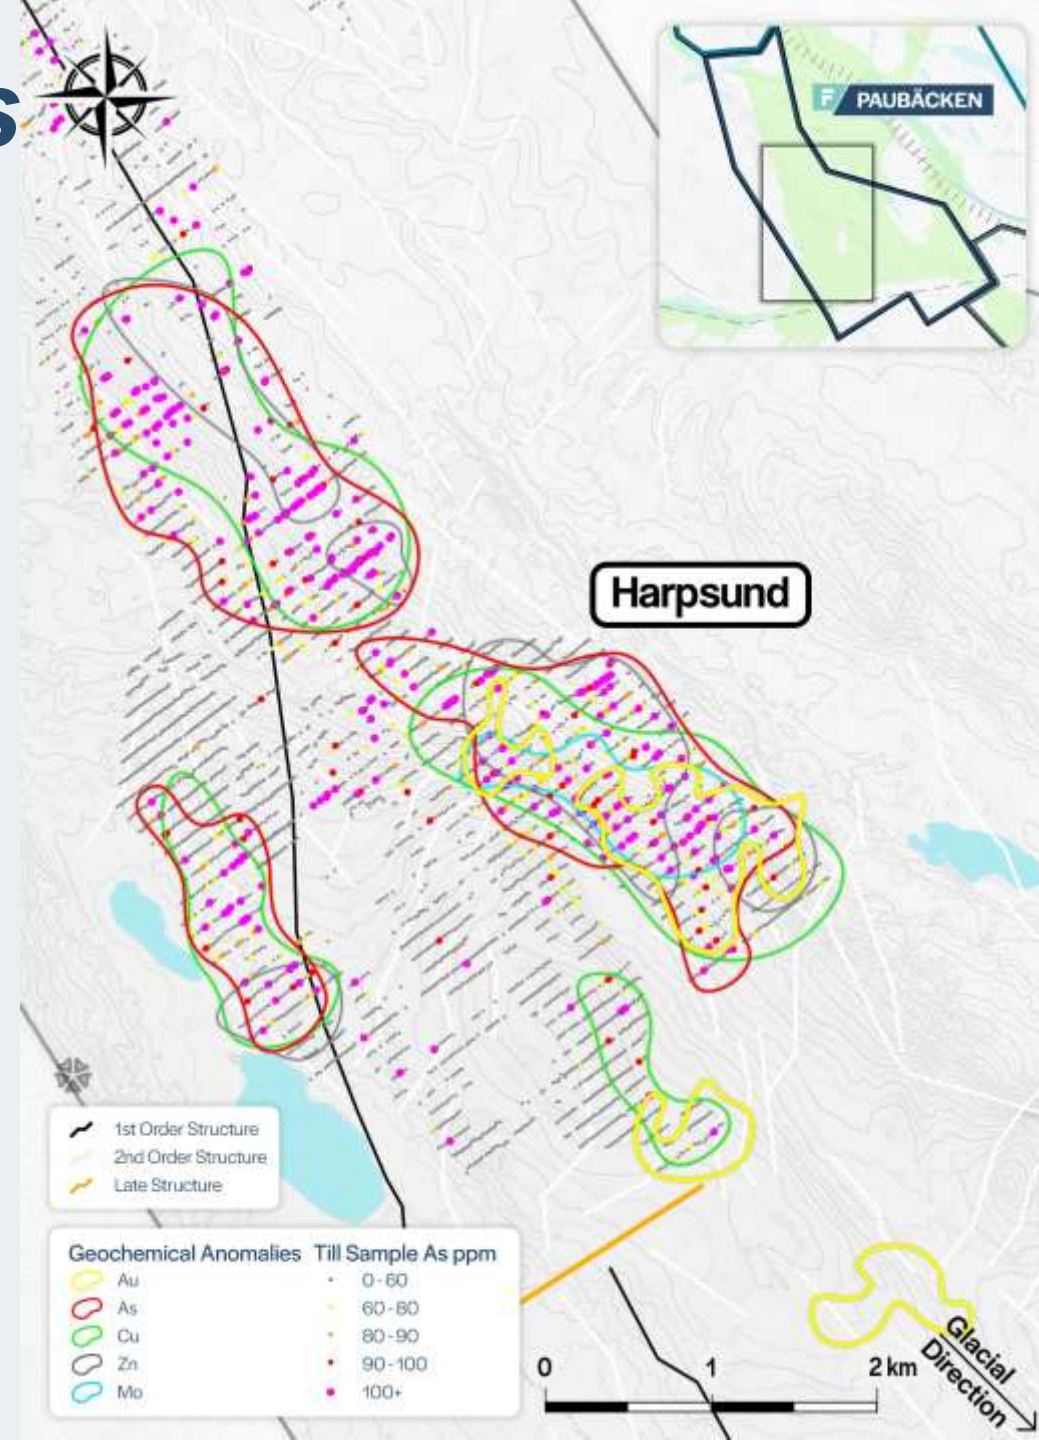 S
F PAUBÄCKEN
Harpsund
1st Order Structure
2nd Order Structure
Late Structure
Geochemical Anomalies
Au
As
Cu
Zn
Mo
Till Sample As ppm
0-60
60-80
80-90
90-100
100+
0 1 2 km
Glacial
Direction